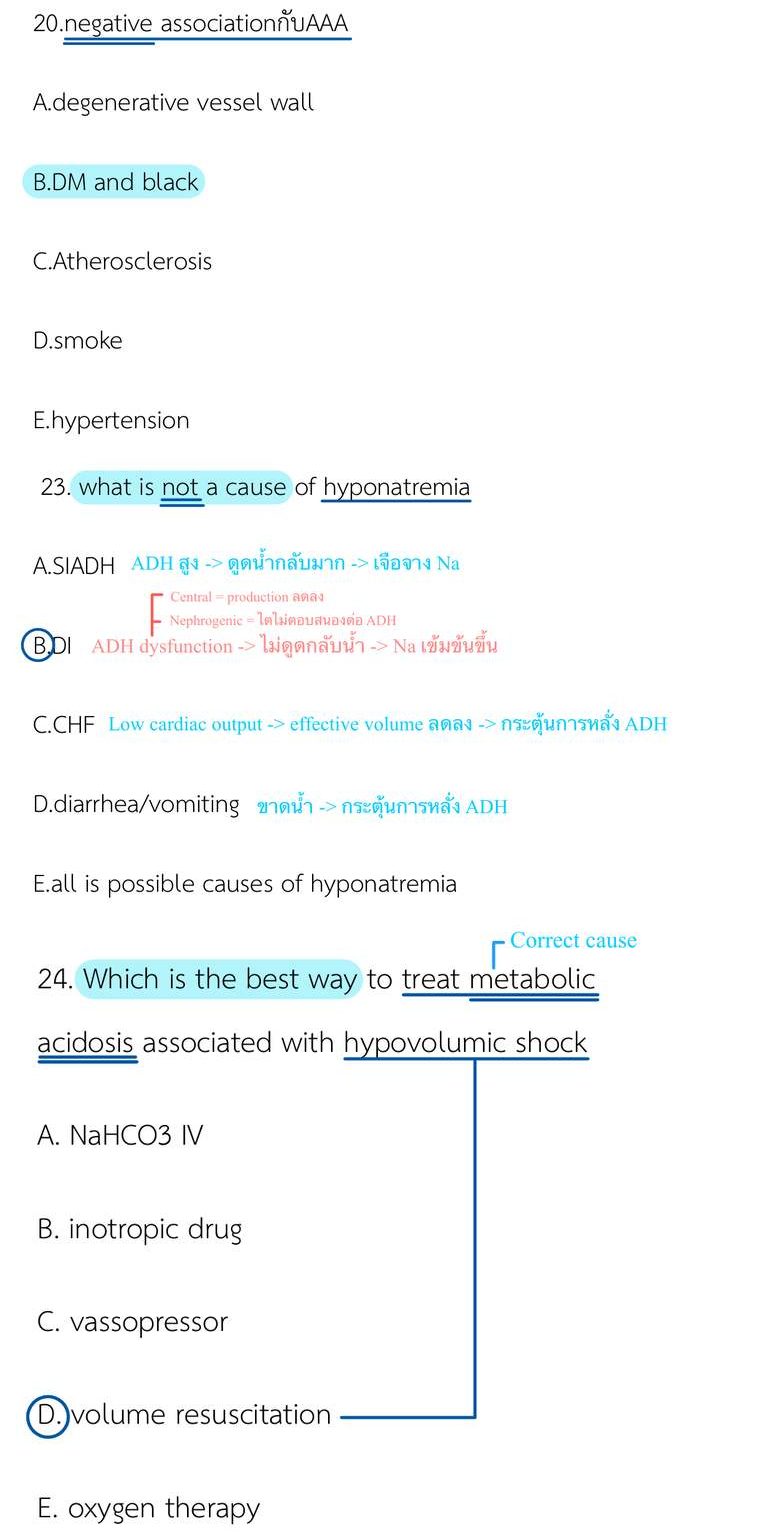 20.negative associationกับAAA
A.degenerative vessel wall
B.DM and black
C.Atherosclerosis
D.smoke
E.hypertension
23. what is not a cause of hyponatremia
A.SIADH ADH สูง -> ดูดน้ำกลับมาก -> เจือจาง Na
Central = production ลดลง
Nephrogenic = ไตไม่ตอบสนองต่อ ADH
B.DI ADH dysfunction -> ไม่ดูดกลับน้ำ -> Na เข้มข้นขึ้น
C.CHF Low cardiac output -> effective volume ลดลง -> กระตุ้นการหลั่ง ADH
D.diarrhea/vomiting ขาดน้ำ -> กระตุ้นการหลั่ง ADH
E.all is possible causes of hyponatremia
Correct cause
24. Which is the best way to treat metabolic
acidosis associated with hypovolumic shock
A. NaHCO3 IV
B. inotropic drug
C. vassopressor
D. volume resuscitation
E. oxygen therapy